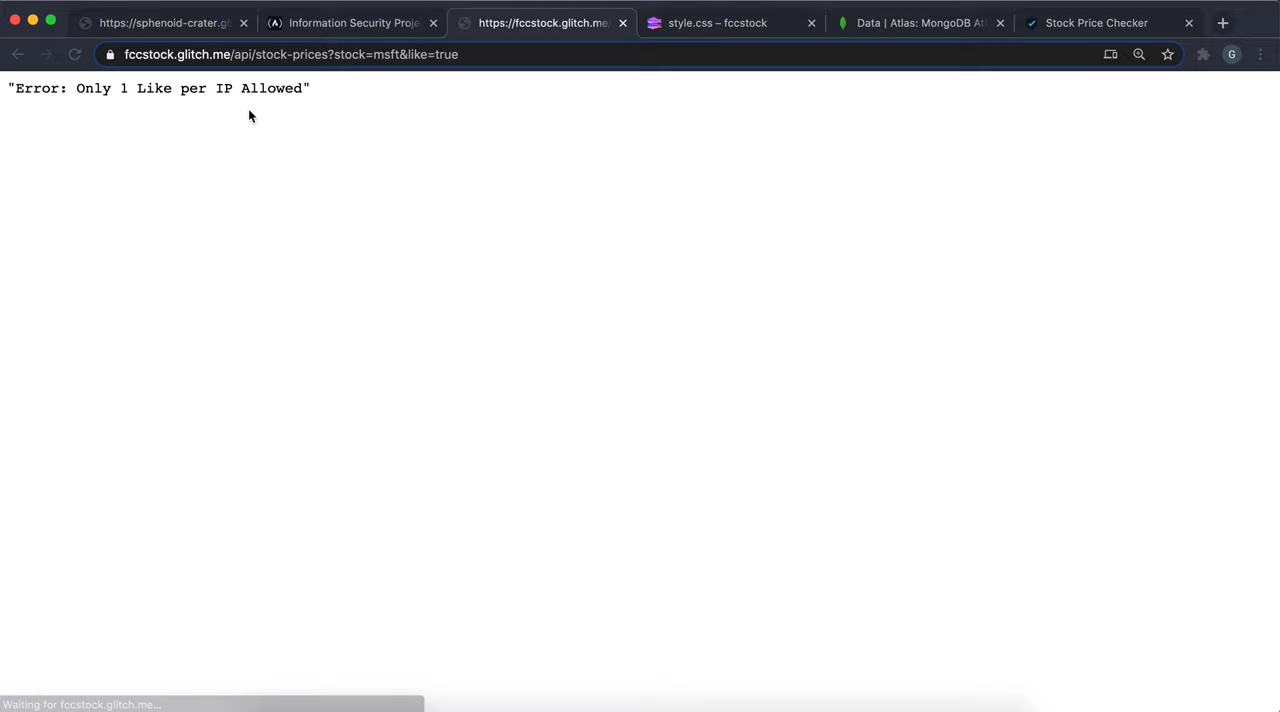 https://sphenoid-crater.gl
Information Security Proje
https://fccstock.glitch.me/
style.css – fccstock
Data | Atlas: MongoDB Atl
Stock Price Checker
fccstock.glitch.me/api/stock-prices?stock=msft&like=true
G
"Error: Only 1 Like per IP Allowed"
Waiting for fccstock.glitch.me...